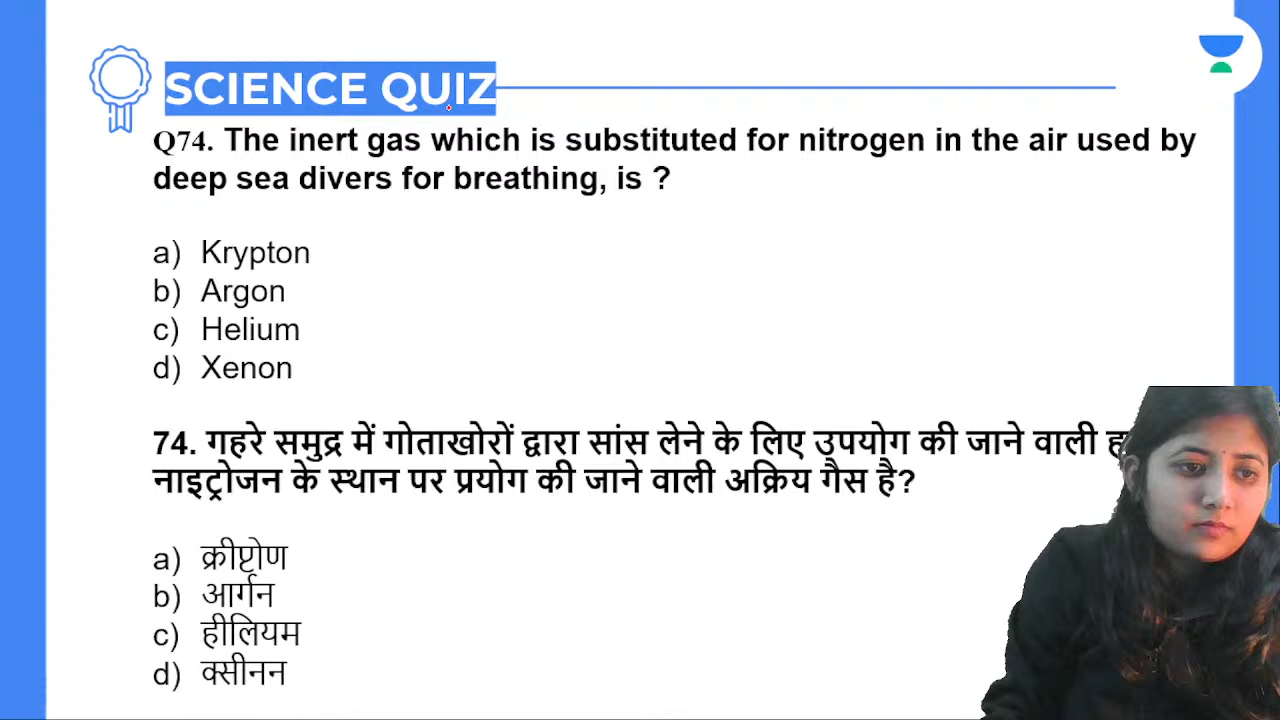 SCIENCE QUIZ
Q74. The inert gas which is substituted for nitrogen in the air used by
deep sea divers for breathing, is ?
a) Krypton
b) Argon
c) Helium
d) Xenon
74. गहरे समुद्र में गोताखोरों द्वारा सांस लेने के लिए उपयोग की जाने वाली
नाइट्रोजन के स्थान पर प्रयोग की जाने वाली अक्रिय गैस है?
a) क्रीप्टोण
b) आर्गन
c) हीलियम
d) क्सीनन